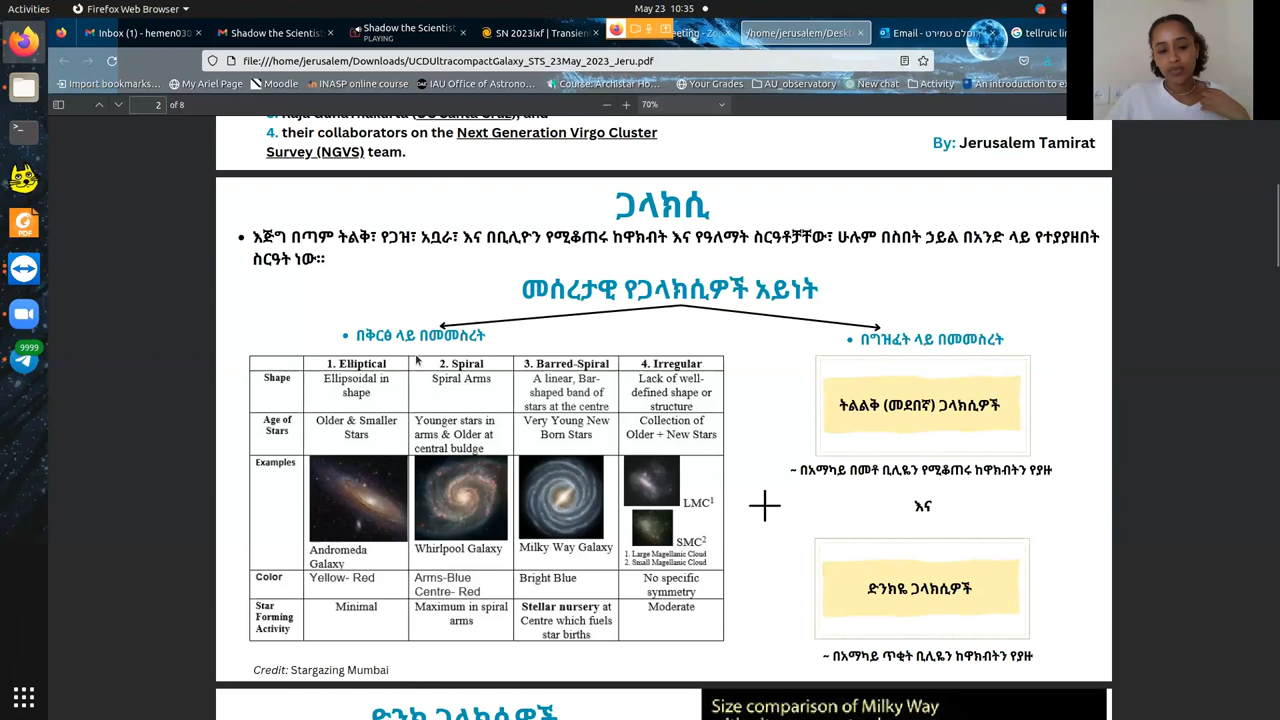 Activities
Firefox Web Browser
May 23 10:35
Inbox (1) - hemen030
Shadow the Scientist
Shadow the Scientist
PLAYING
SN 2023ixf | Transien
/home/jerusalem/Deskt
Email - ירושלם טמירט
tellruic lin
file:///home/jerusalem/Downloads/UCDUltracompactGalaxy_STS_23May_2023_Jeru.pdf
Import bookmarks...
My Ariel Page
Moodle
INASP online course
IAU Office of Astrono...
Course: Archistar Ho...
Your Grades
AU_observatory
New chat
Activity
An introduction to ex
2 of 8
70%
4. their collaborators on the Next Generation Virgo Cluster
Survey (NGVS) team.
By: Jerusalem Tamirat
ጋላክሲ
• እጅግ በጣም ትልቅ፣ የጋዝ፣ አቧራ፣ እና በቢሊዮን የሚቆጠሩ ከዋክብት እና የዓለማት ስርዓቶቻቸው፣ ሁሉም በስበት ኃይል በአንድ ላይ የተያያዘበት
ስርዓት ነው።
መሰረታዊ የጋላክሲዎች አይነት
• በቅርፅ ላይ በመመስረት
• በግዝፈት ላይ በመመስረት
1. Elliptical
2. Spiral
3. Barred-Spiral
4. Irregular
Shape
Ellipsoidal in
shape
Spiral Arms
A linear, Bar-
shaped band of
stars at the centre
Lack of well-
defined shape or
structure
Age of
Stars
Older & Smaller
Stars
Younger stars in
arms & Older at
central buldge
Very Young New
Born Stars
Collection of
Older + New Stars
Examples
Andromeda
Galaxy
Whirlpool Galaxy
Milky Way Galaxy
LMC1
SMC2
1. Large Magellanic Cloud
2. Small Magellanic Cloud
Color
Yellow- Red
Arms-Blue
Centre- Red
Bright Blue
No specific
symmetry
Star
Forming
Activity
Minimal
Maximum in spiral
arms
Stellar nursery at
Centre which fuels
star births
Moderate
Credit: Stargazing Mumbai
ትልልቅ (መደበኛ) ጋላክሲዎች
~ በአማካይ በመቶ ቢሊዬን የሚቆጠሩ ከዋክብትን የያዙ
+
እና
ድንክዬ ጋላክሲዎች
~ በአማካይ ጥቂት ቢሊዬን ከዋክብትን የያዙ
9999
Size comparison of Milky Way